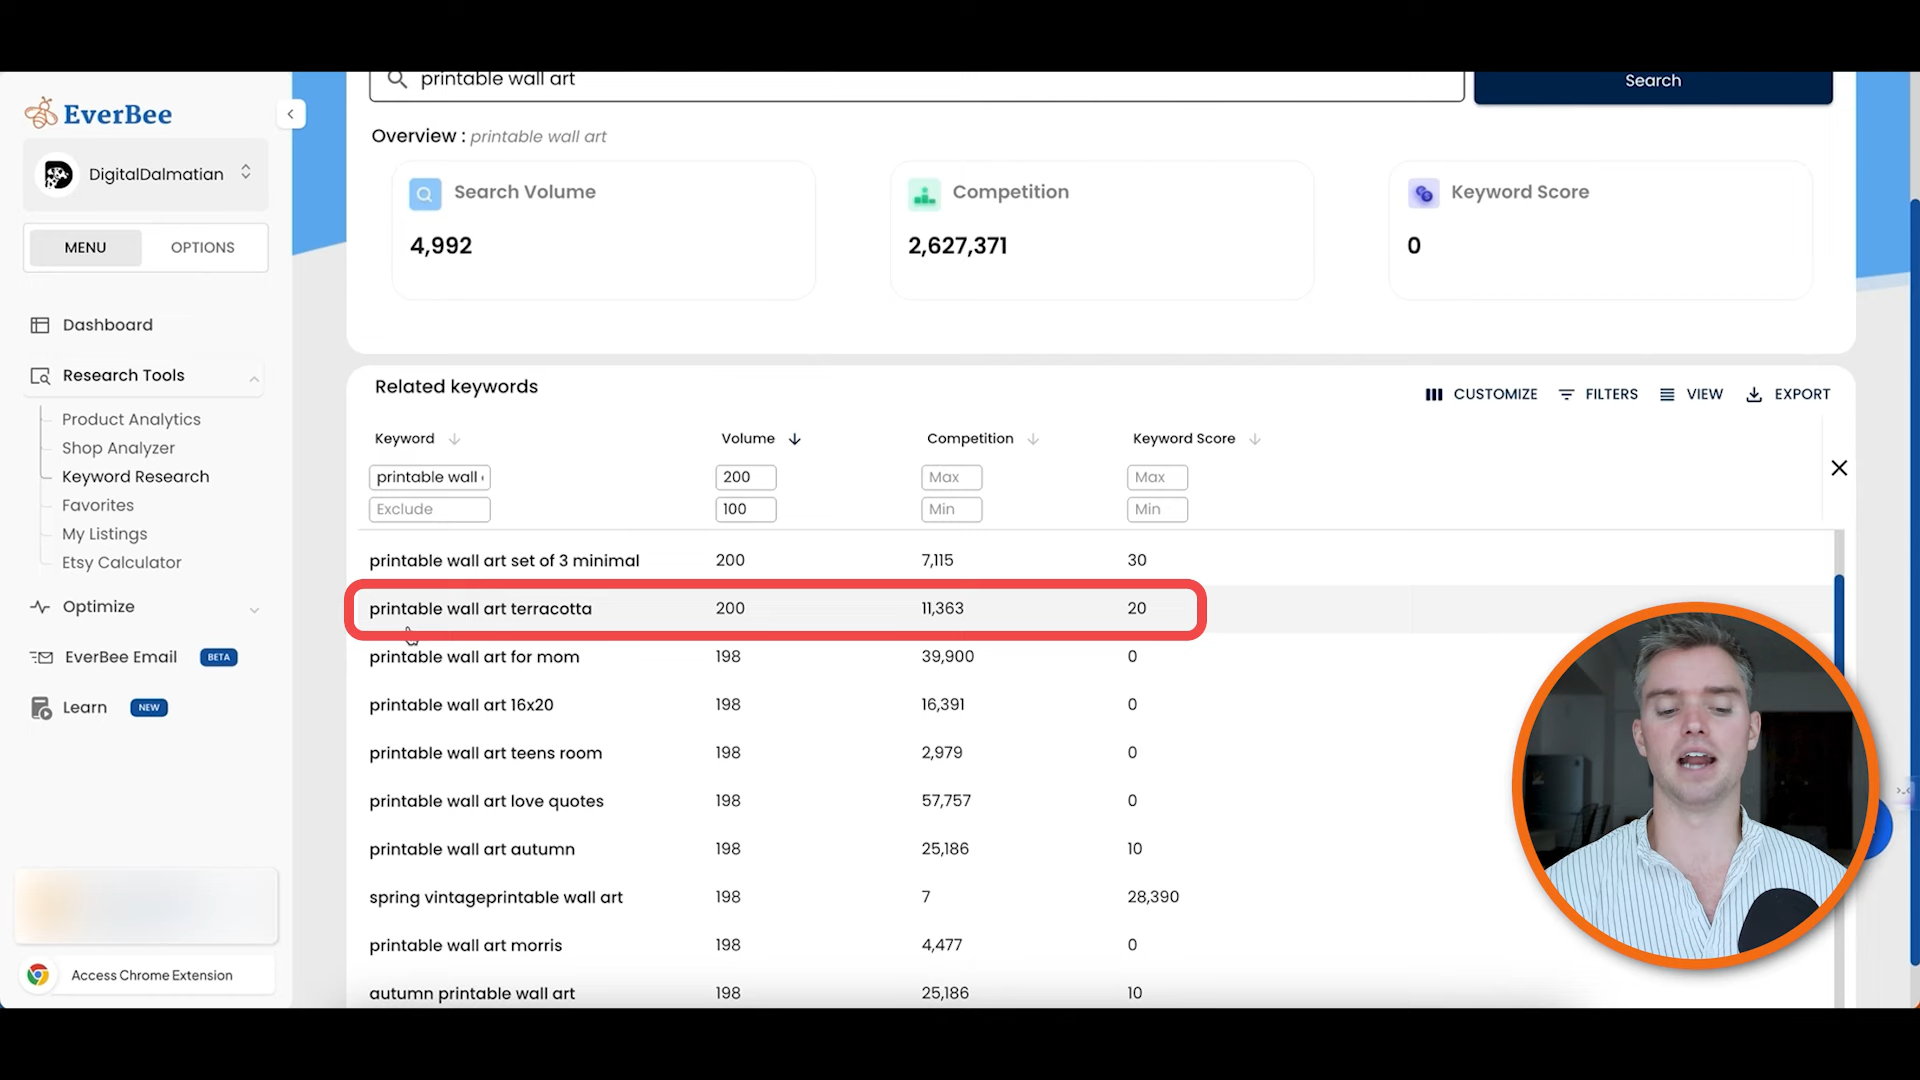 printable wall art
Search
EverBee
Overview : printable wall art
DigitalDalmatian
Search Volume
4,992
Competition
2,627,371
Keyword Score
0
MENU
OPTIONS
Dashboard
Research Tools
Product Analytics
Shop Analyzer
Keyword Research
Favorites
My Listings
Etsy Calculator
Optimize
EverBee Email BETA
Learn NEW
Access Chrome Extension
Related keywords
CUSTOMIZE FILTERS VIEW EXPORT
Keyword Volume Competition Keyword Score
printable wall 200 Max Max
Exclude 100 Min Min
printable wall art set of 3 minimal 200 7,115 30
printable wall art terracotta 200 11,363 20
printable wall art for mom 198 39,900 0
printable wall art 16x20 198 16,391 0
printable wall art teens room 198 2,979 0
printable wall art love quotes 198 57,757 0
printable wall art autumn 198 25,186 10
spring vintageprintable wall art 198 7 28,390
printable wall art morris 198 4,477 0
autumn printable wall art 198 25,186 10